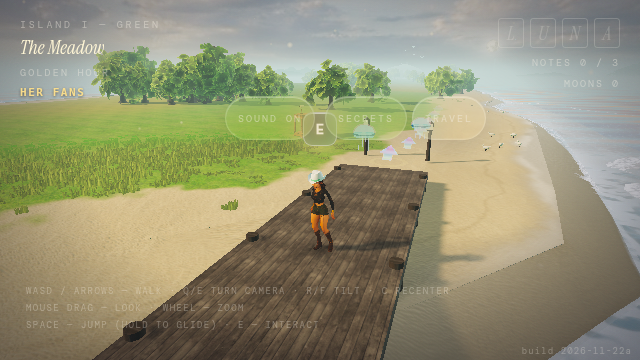 ISLAND I — GREEN
The Meadow
GOLDEN HO
HER FANS
L U N A
NOTES 0 / 3
MOONS 0
SOUND ON
SECRETS
TRAVEL
E
WASD / ARROWS — WALK · Q/E TURN CAMERA · R/F TILT · C RECENTER
MOUSE DRAG — LOOK · WHEEL — ZOOM
SPACE — JUMP (HOLD TO GLIDE) · E — INTERACT
build 2026-11-22a